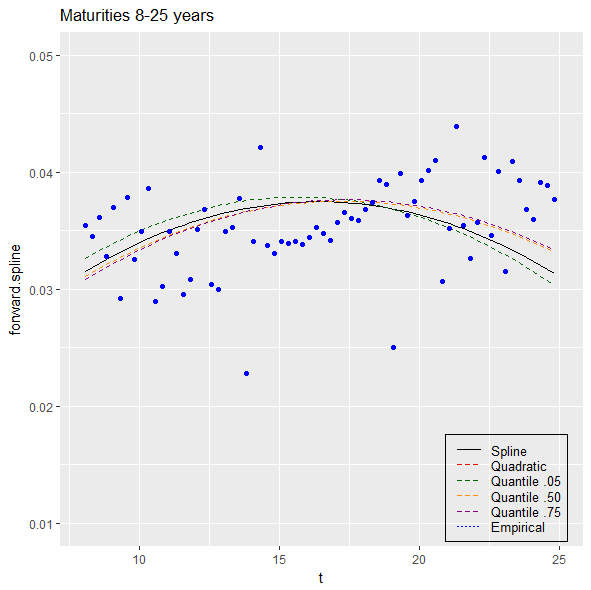 Maturities 8-25 years
0.05
0.04
0.03
0.02
0.01
forward.spline
10
15
20
25
t
Spline
Quadratic
Quantile .05
Quantile .50
Quantile .75
Empirical